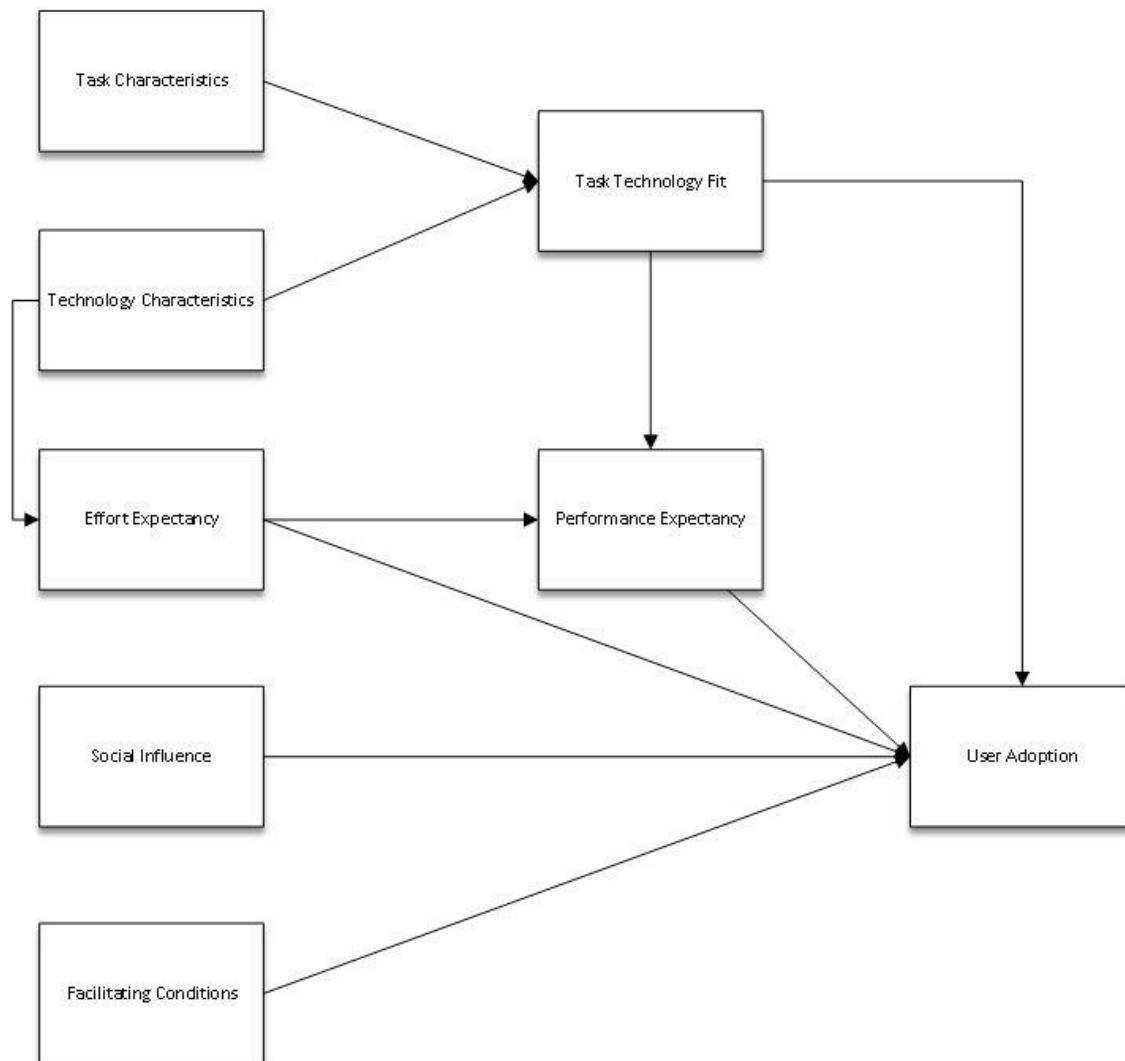 Task Characteristics
Task Technology Fit
Technology Characteristics
Effort Expectancy
Performance Expectancy
Social Influence
User Adoption
Facilitating Conditions